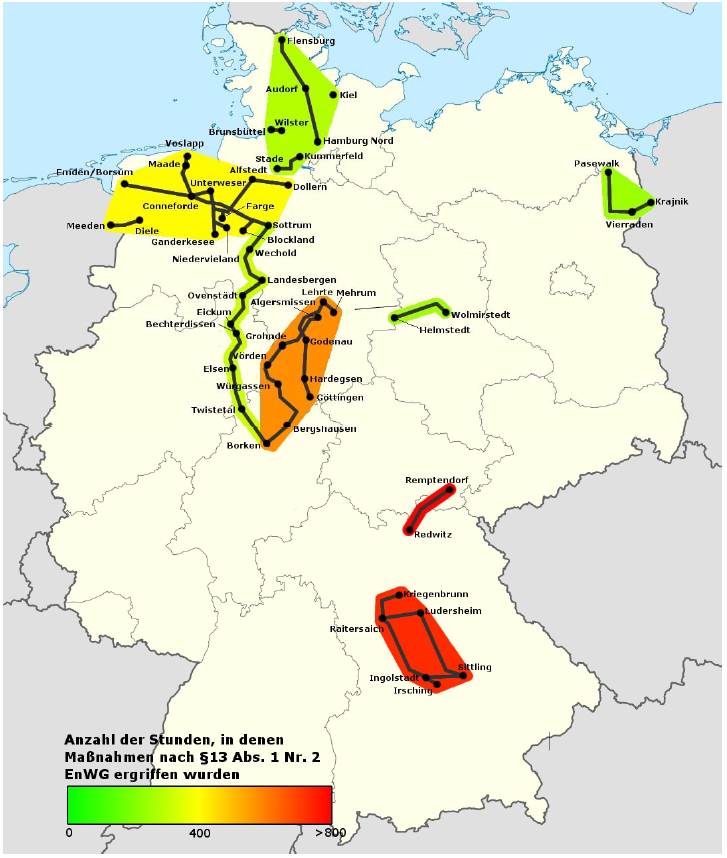 Flensburg
Audorf
Kiel
Wilster
Brunsbüttel
Hamburg Nord
Voslapp
Stade
Kummerfeld
Maade
Alfstedt
Pasewalk
Emden/Borsum
Unterweser
Dollern
Conneforde
Farge
Krajnik
Meeden
Diele
Sottrum
Vierraden
Ganderkesee
Blockland
Niedervieland
Wechold
Landesbergen
Ovenstädt
Lehrte
Mehrum
Algersmissen
Eickum
Wolmirstedt
Bechterdissen
Helmstedt
Grohnde
Godenau
Vörden
Elsen
Hardegsen
Würgassen
Göttingen
Twistetal
Bergshausen
Borken
Remptendorf
Redwitz
Kriegenbrunn
Ludersheim
Raitersaich
Sittling
Ingolstadt
Irsching
Anzahl der Stunden, in denen
Maßnahmen nach §13 Abs. 1 Nr. 2
EnWG ergriffen wurden
0 400 >800